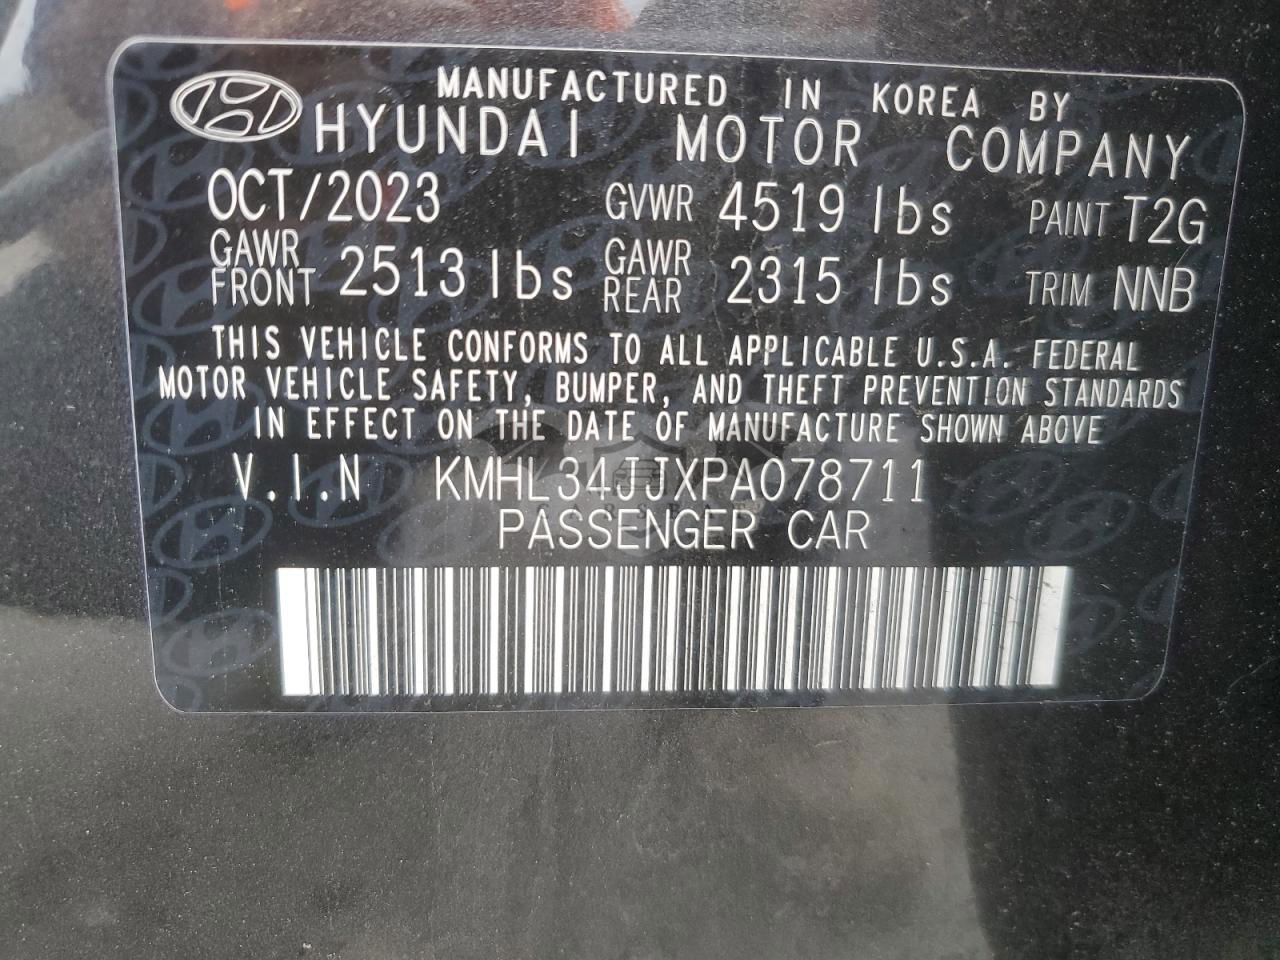 MANUFACTURED IN KOREA BY
HYUNDAI MOTOR COMPANY
OCT/2023 GVWR 4519 lbs PAINT T2G
GAWR FRONT 2513 lbs GAWR REAR 2315 lbs TRIM NNB
THIS VEHICLE CONFORMS TO ALL APPLICABLE U.S.A. FEDERAL
MOTOR VEHICLE SAFETY, BUMPER, AND THEFT PREVENTION STANDARDS
IN EFFECT ON THE DATE OF MANUFACTURE SHOWN ABOVE
V.I.N KMHL34JJXPA078711
PASSENGER CAR